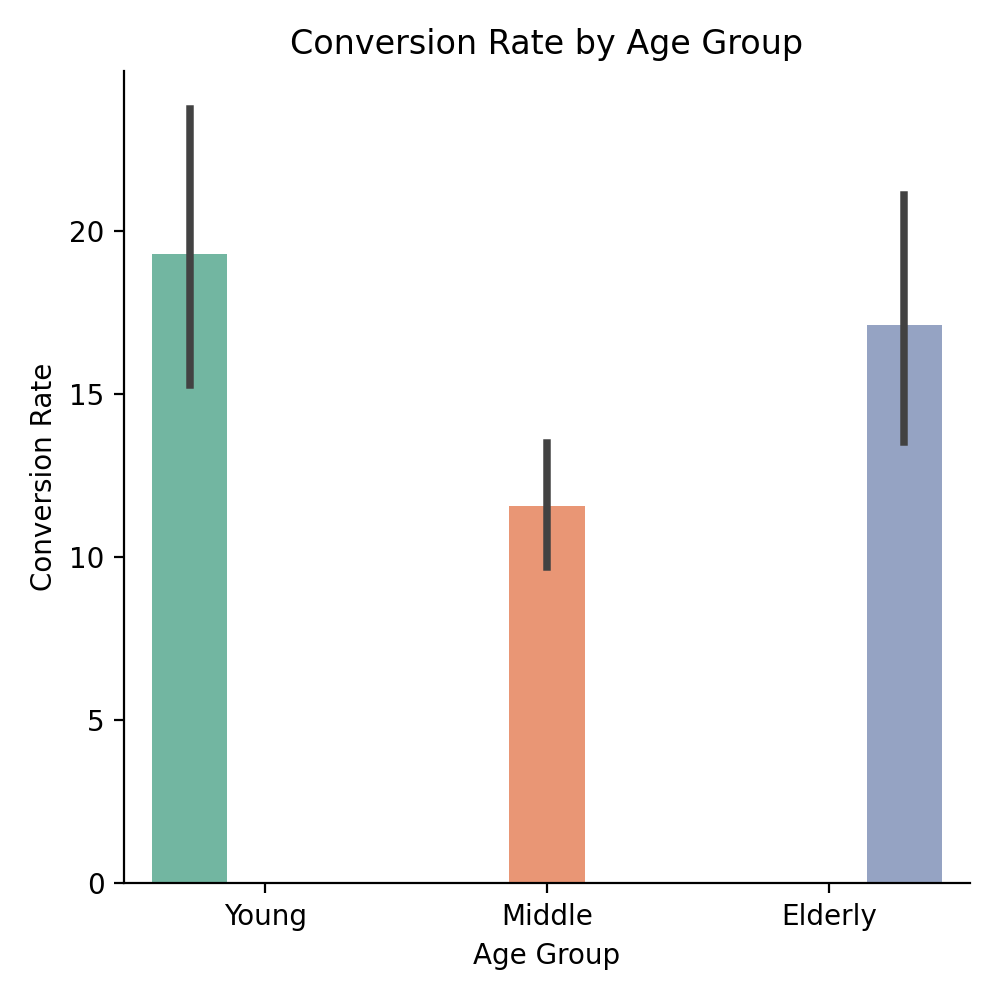 Conversion Rate by Age Group
Conversion Rate
20
15
10
5
0
Young Middle Elderly
Age Group